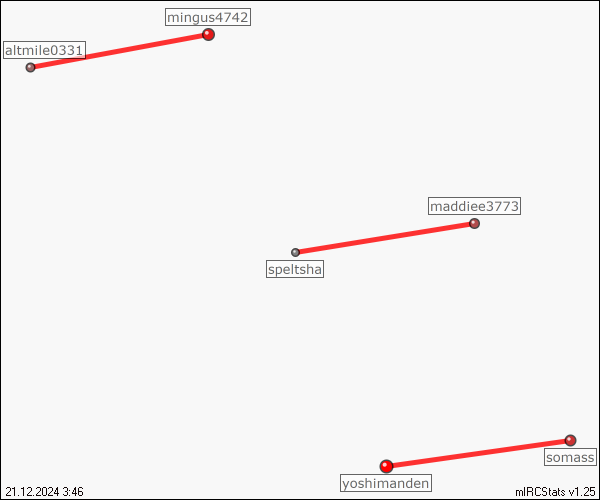 mingus4742
altmile0331
maddiee3773
speltsha
somass
yoshimanden
21.12.2024 3:46
mIRCStats v1.25